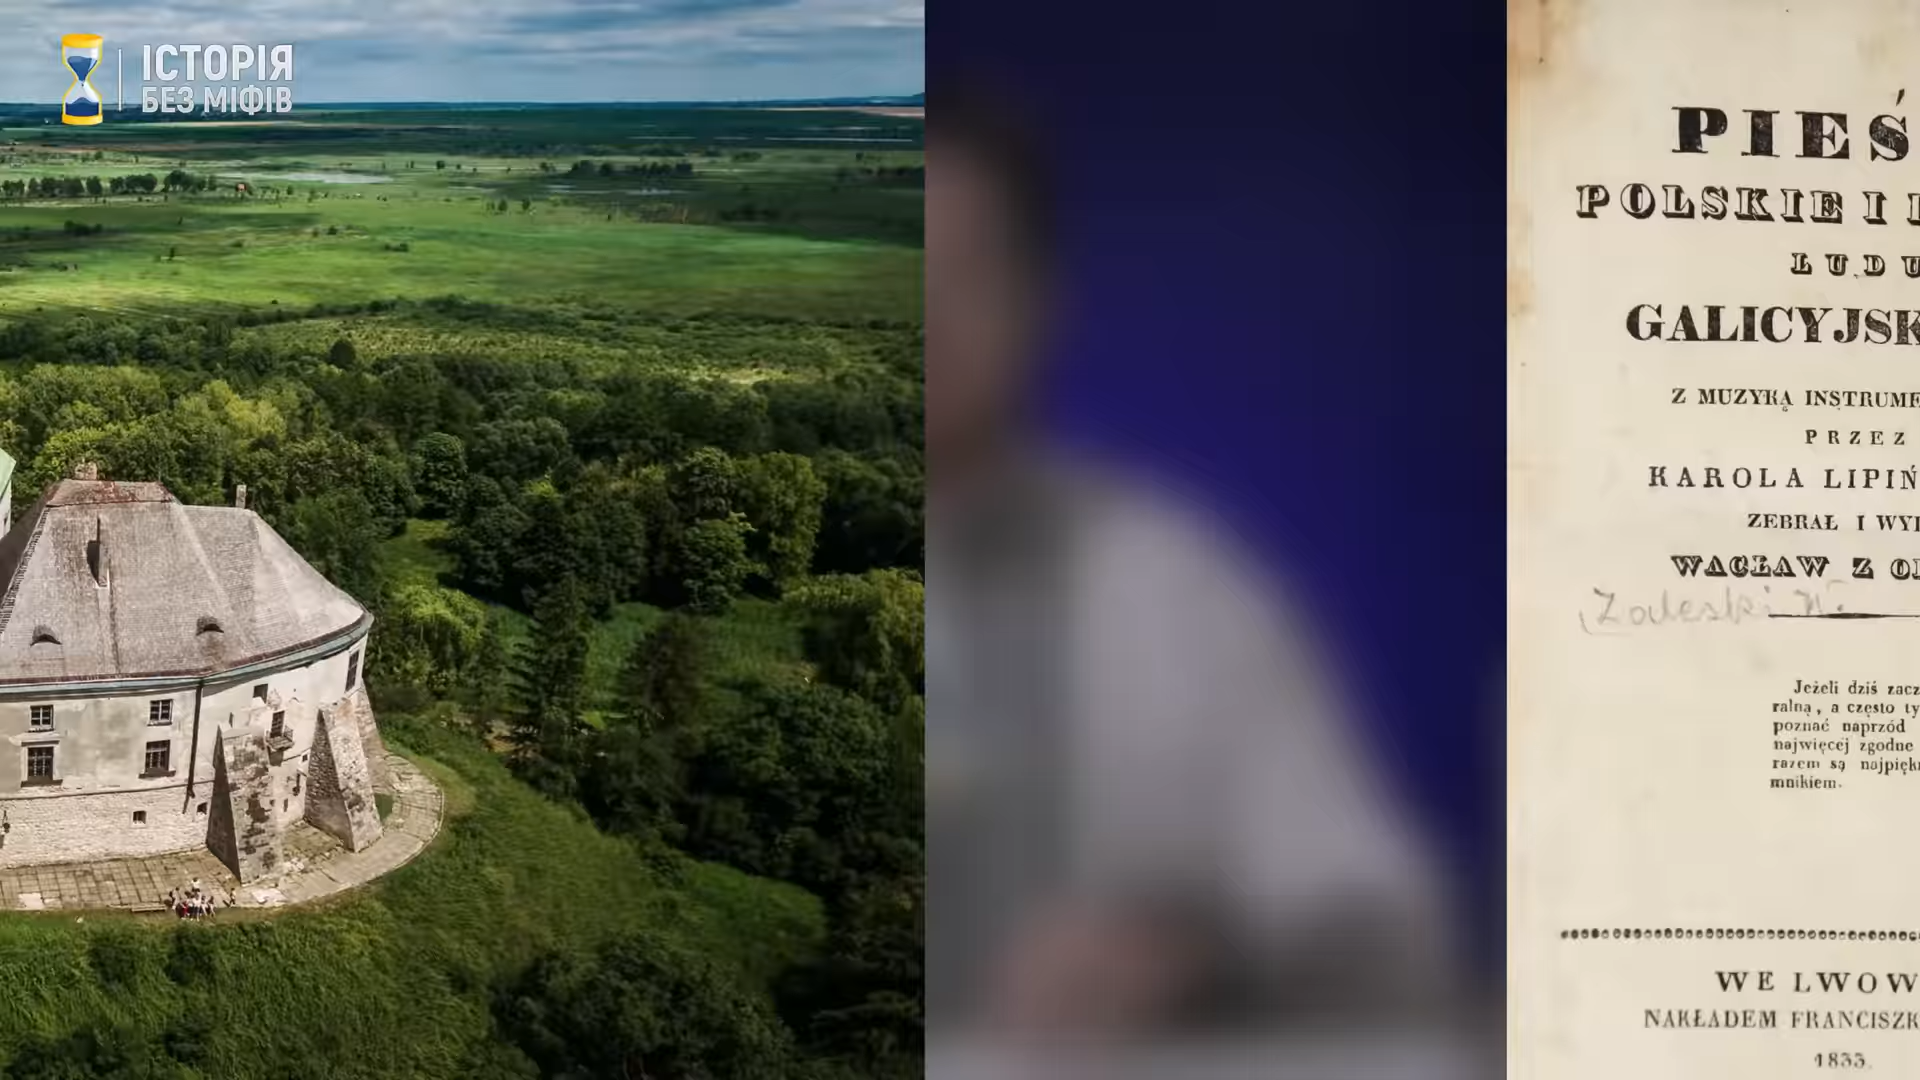 ІСТОРІЯ
БЕЗ МІФІВ
PIEŚ
POLSKIE I
LUDU
GALICYJSK
Z MUZYKĄ INSTRUME
PRZEZ
KAROLA LIPIŃ
ZEBRAŁ I WY
WACŁAW Z O
Zaleski W.
Jeżeli dziś zacz
ralną, a często ty
poznać naprzód
najwięcej zgodne
razem są najpięk
mnikiem.
WE LWOW
NAKŁADEM FRANCISZK
1833.